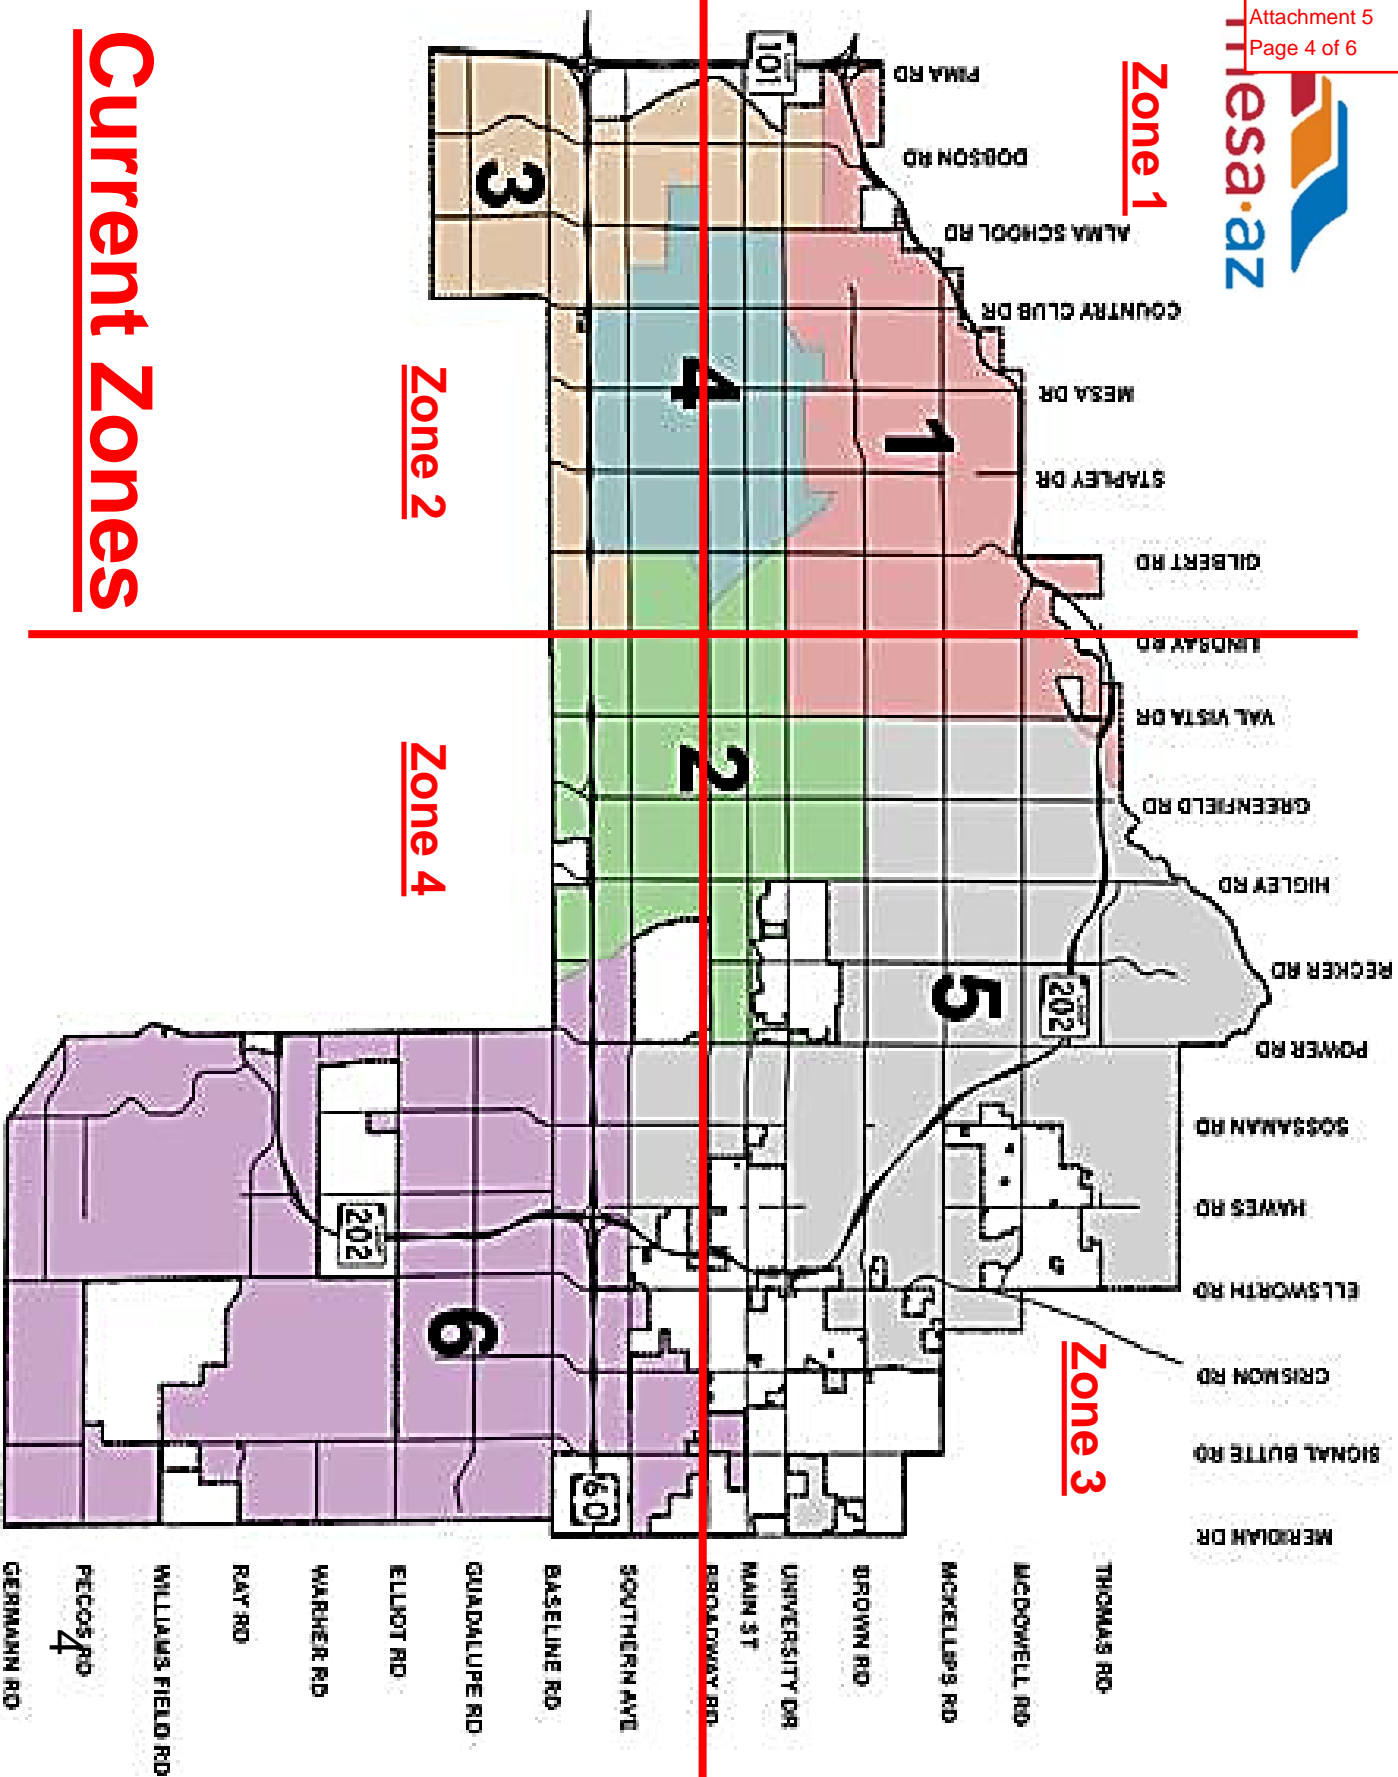 Attachment 5
Page 4 of 6
mesa·az
Current Zones
Zone 1
Zone 2
Zone 3
Zone 4
PIMA RD
DOBSON RD
ALMA SCHOOL RD
COUNTRY CLUB DR
MESA DR
STAPLEY DR
GILBERT RD
LINDSAY RD
VAL VISTA DR
GREENFIELD RD
HIGLEY RD
RECKER RD
POWER RD
SOSSAMAN RD
HAWES RD
ELLSWORTH RD
CRISMON RD
SIGNAL BUTTE RD
MERIDIAN DR
THOMAS RD
MCDOWELL RD
MCKELLIPS RD
BROWN RD
UNIVERSITY DR
MAIN ST
BROADWAY RD
SOUTHERN AVE
BASELINE RD
GUADALUPE RD
ELLIOT RD
WARNER RD
RAY RD
WILLIAMS FIELD RD
PECOS RD
GERMANN RD
101
202
202
60
1
2
3
4
5
6
5
4